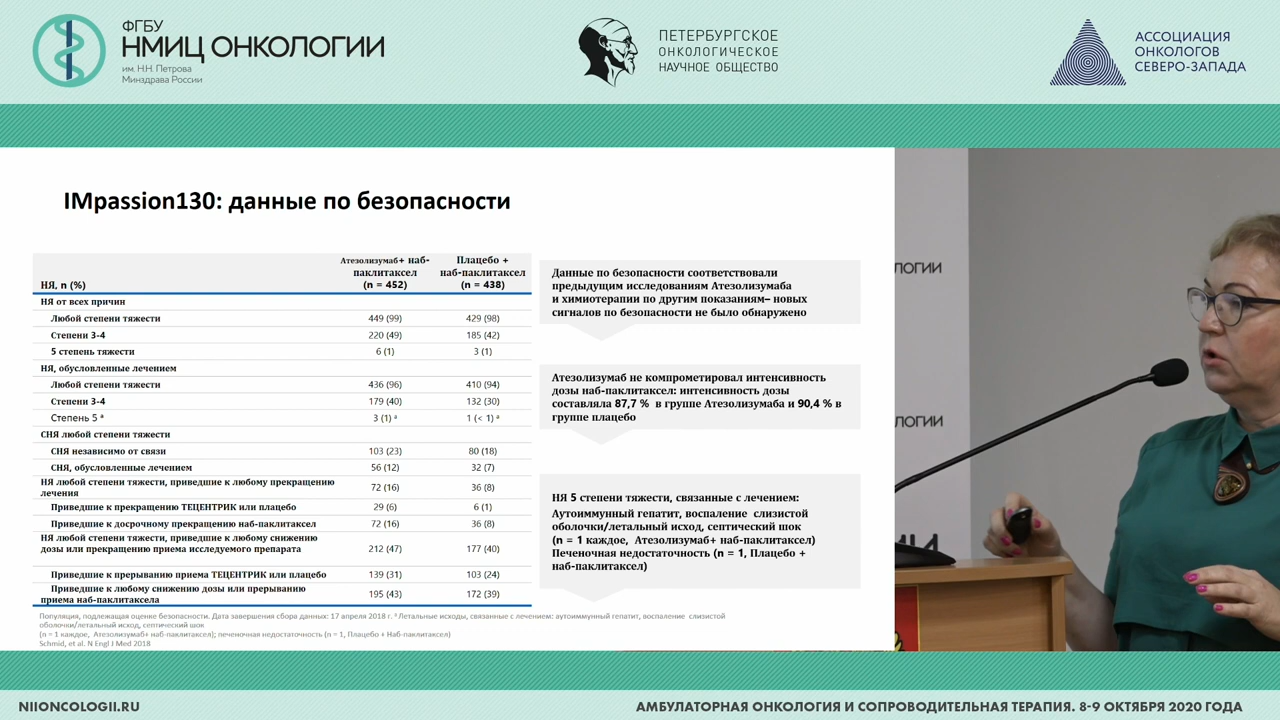 ФГБУ
НМИЦ ОНКОЛОГИИ
им. Н.Н. Петрова
Минздрава России
ПЕТЕРБУРГСКОЕ
ОНКОЛОГИЧЕСКОЕ
НАУЧНОЕ ОБЩЕСТВО
АССОЦИАЦИЯ
ОНКОЛОГОВ
СЕВЕРО-ЗАПАДА
IMpassion130: данные по безопасности
НЯ, n (%) Атезолизумаб+ наб-паклитаксел (n = 452) Плацебо + наб-паклитаксел (n = 438)
НЯ от всех причин
Любой степени тяжести 449 (99) 429 (98)
Степени 3-4 220 (49) 185 (42)
5 степень тяжести 6 (1) 3 (1)
НЯ, обусловленные лечением
Любой степени тяжести 436 (96) 410 (94)
Степени 3-4 179 (40) 132 (30)
Степень 5 ª 3 (1) ª 1 (< 1) ª
СНЯ любой степени тяжести
СНЯ независимо от связи 103 (23) 80 (18)
СНЯ, обусловленные лечением 56 (12) 32 (7)
НЯ любой степени тяжести, приведшие к любому прекращению
лечения 72 (16) 36 (8)
Приведшие к прекращению ТЕЦЕНТРИК или плацебо 29 (6) 6 (1)
Приведшие к досрочному прекращению наб-паклитаксел 72 (16) 36 (8)
НЯ любой степени тяжести, приведшие к любому снижению
дозы или прекращению приема исследуемого препарата 212 (47) 177 (40)
Приведшие к прерыванию приема ТЕЦЕНТРИК или плацебо 139 (31) 103 (24)
Приведшие к любому снижению дозы или прерыванию
приема наб-паклитаксела 195 (43) 172 (39)
Данные по безопасности соответствовали
предыдущим исследованиям Атезолизумаба
и химиотерапии по другим показаниям– новых
сигналов по безопасности не было обнаружено
Атезолизумаб не компрометировал интенсивность
дозы наб-паклитаксел: интенсивность дозы
составляла 87,7 % в группе Атезолизумаба и 90,4 % в
группе плацебо
НЯ 5 степени тяжести, связанные с лечением:
Аутоиммунный гепатит, воспаление слизистой
оболочки/летальный исход, септический шок
(n = 1 каждое, Атезолизумаб+ наб-паклитаксел)
Печеночная недостаточность (n = 1, Плацебо +
наб-паклитаксел)
Популяция, подлежащая оценке безопасности. Дата завершения сбора данных: 17 апреля 2018 г. ª Летальные исходы, связанные с лечением: аутоиммунный гепатит, воспаление слизистой
оболочки/летальный исход, септический шок
(n = 1 каждое, Атезолизумаб+ наб-паклитаксел); печеночная недостаточность (n = 1, Плацебо + Наб-паклитаксел)
Schmid, et al. N Engl J Med 2018
ЛОГИИ
ЛОГИИ
NIIONCOLOGII.RU
АМБУЛАТОРНАЯ ОНКОЛОГИЯ И СОПРОВОДИТЕЛЬНАЯ ТЕРАПИЯ. 8-9 ОКТЯБРЯ 2020 ГОДА